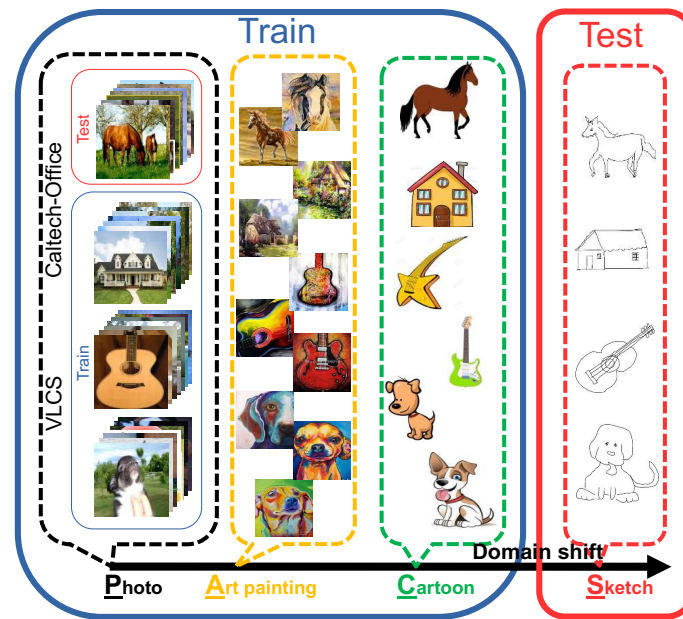 Train
Test
Caltech-Office
VLCS
Test
Train
Domain shift
Photo
Art painting
Cartoon
Sketch